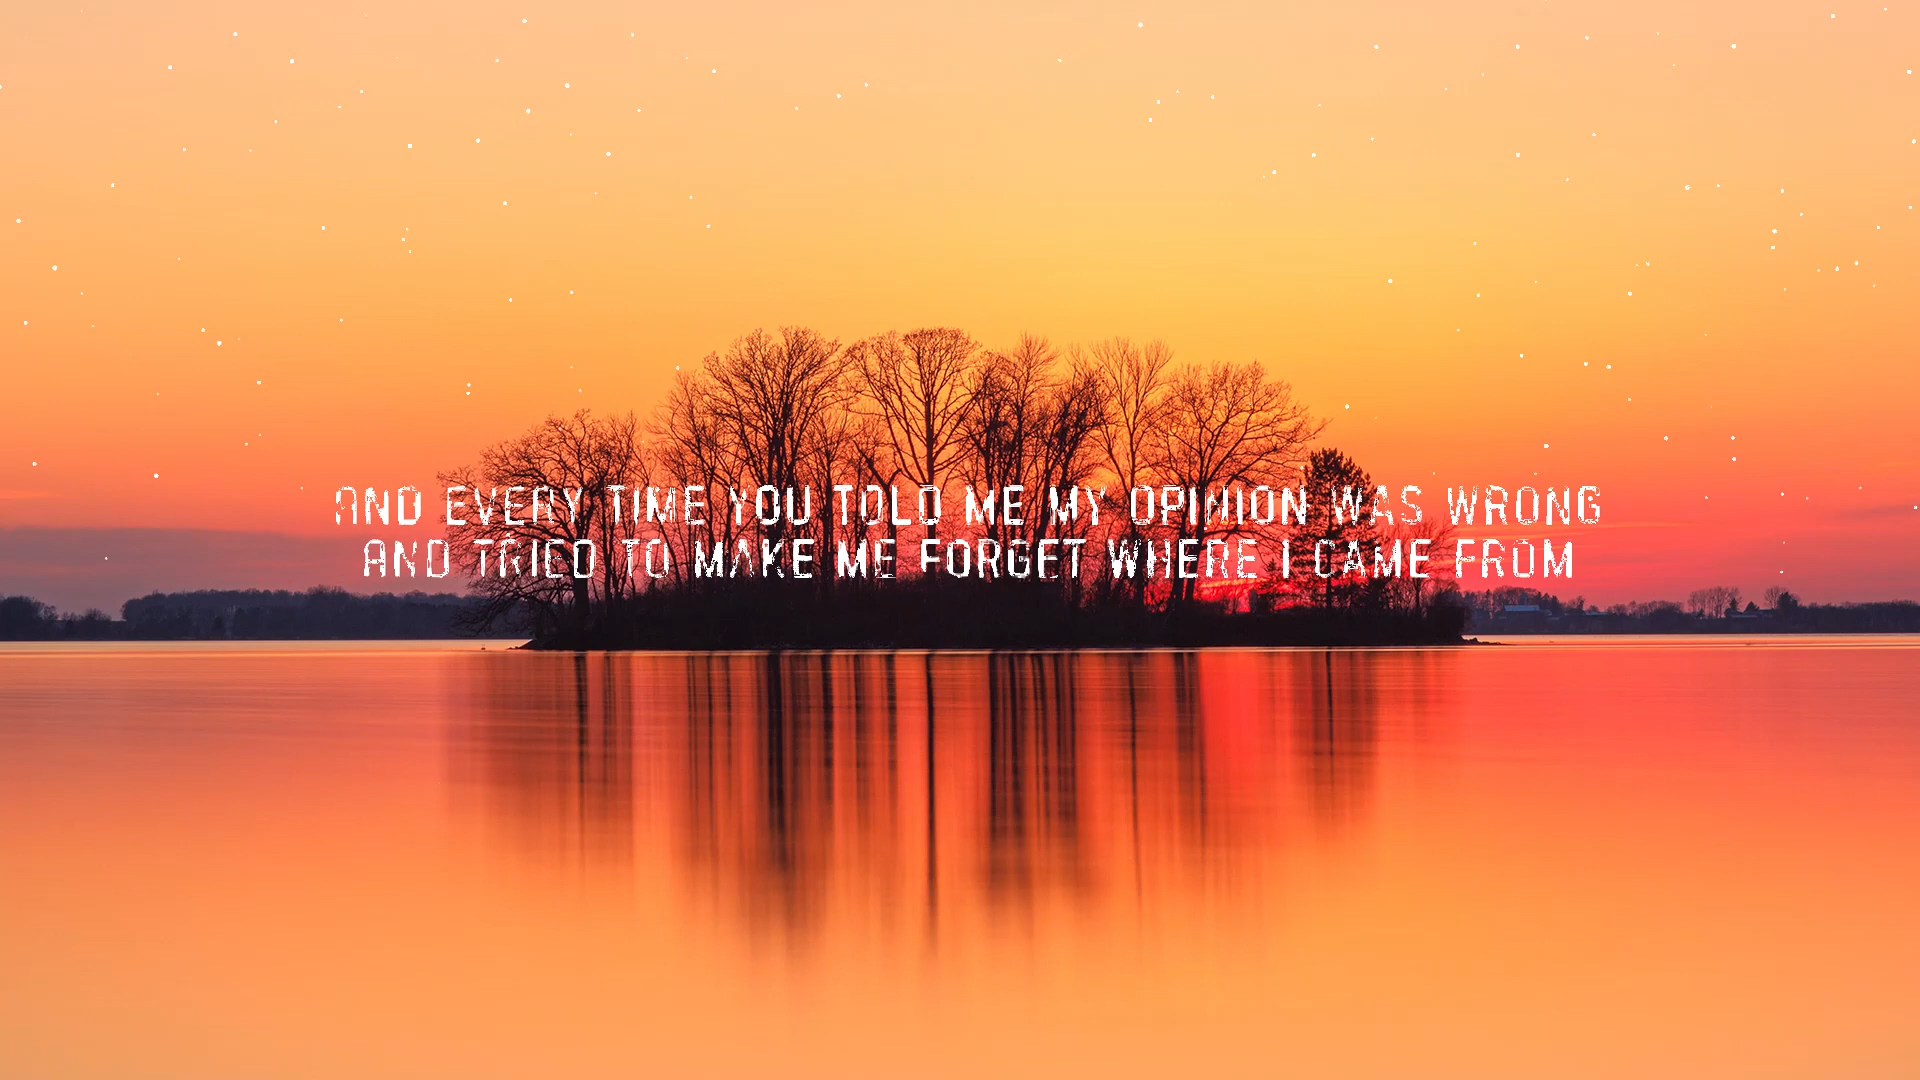 AND EVERY TIME YOU TOLD ME MY OPINION WAS WRONG
AND TRIED TO MAKE ME FORGET WHERE I CAME FROM